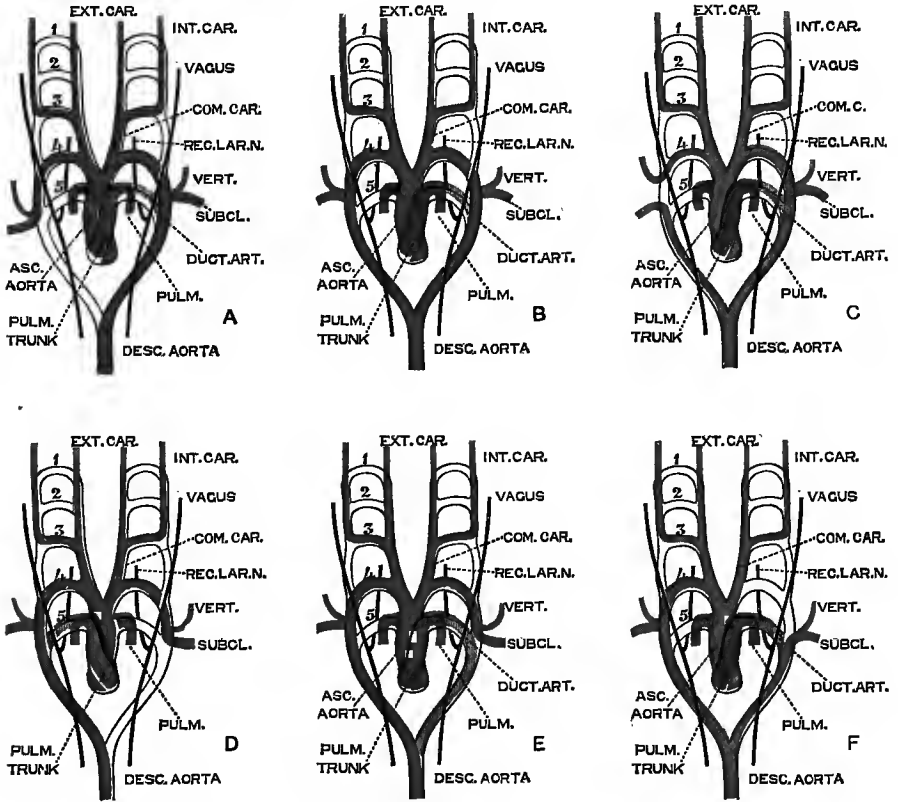 EXT. CAR.
INT. CAR.
1
2
VAGUS
3
COM. CAR.
4
REC. LAR. N.
VERT.
5
SUBCL.
DUCT. ART.
ASC.
AORTA
PULM.
PULM.
TRUNK
A
DESC. AORTA
EXT. CAR.
INT. CAR.
1
2
VAGUS
3
COM. CAR.
4
REC. LAR. N.
VERT.
5
SUBCL.
DUCT. ART.
ASC.
AORTA
PULM.
PULM.
TRUNK
B
DESC. AORTA
EXT. CAR.
INT. CAR.
1
2
VAGUS
3
COM. C.
4
REC. LAR. N.
VERT.
5
SUBCL.
DUCT. ART.
ASC.
AORTA
PULM.
PULM.
TRUNK
C
DESC. AORTA
EXT. CAR.
INT. CAR.
1
2
VAGUS
3
COM. CAR.
4
REC. LAR. N.
VERT.
5
SUBCL.
PULM.
PULM.
TRUNK
D
DESC. AORTA
EXT. CAR.
INT. CAR.
1
2
VAGUS
3
COM. CAR.
4
REC. LAR. N.
VERT.
5
SUBCL.
DUCT. ART.
ASC.
AORTA
PULM.
PULM.
TRUNK
E
DESC. AORTA
EXT. CAR.
INT. CAR.
1
2
VAGUS
3
COM. CAR.
4
REC. LAR. N.
VERT.
5
SUBCL.
DUCT. ART.
ASC.
AORTA
PULM.
PULM.
TRUNK
F
DESC. AORTA